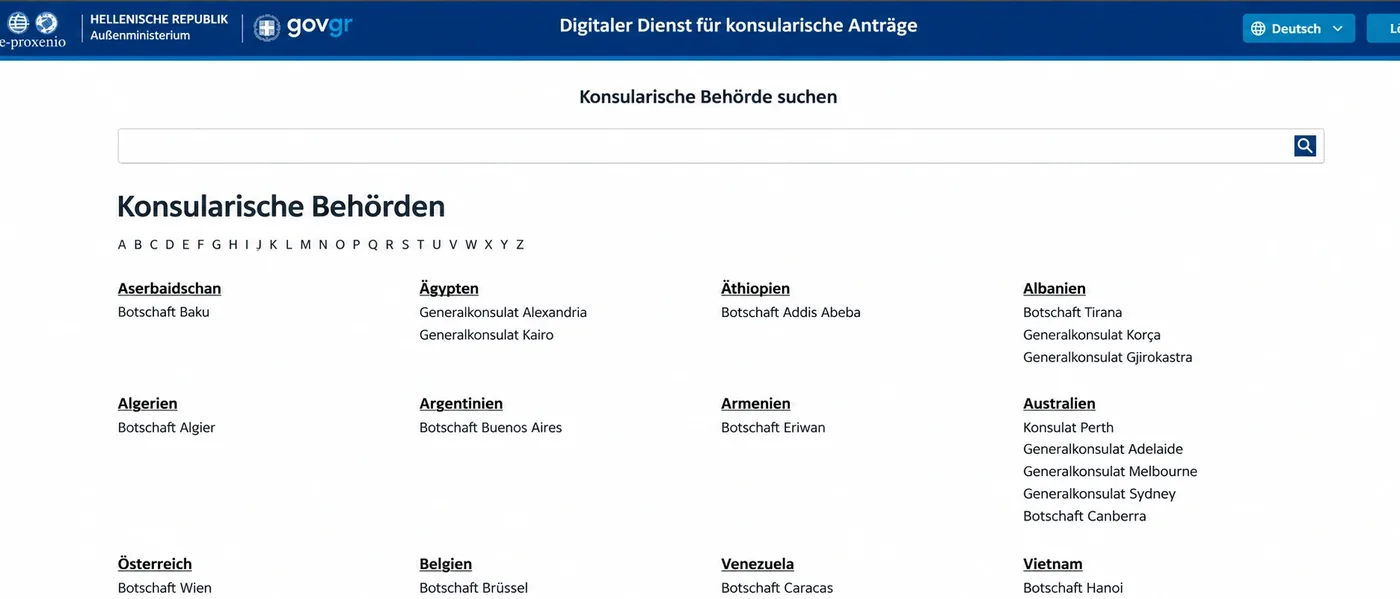 e-proxenio
HELLENISCHE REPUBLIK
Außenministerium
govgr
Digitaler Dienst für konsularische Anträge
Deutsch
Konsularische Behörde suchen
Konsularische Behörden
A B C D E F G H I J K L M N O P Q R S T U V W X Y Z
Aserbaidschan
Botschaft Baku
Ägypten
Generalkonsulat Alexandria
Generalkonsulat Kairo
Äthiopien
Botschaft Addis Abeba
Albanien
Botschaft Tirana
Generalkonsulat Korça
Generalkonsulat Gjirokastra
Algerien
Botschaft Algier
Argentinien
Botschaft Buenos Aires
Armenien
Botschaft Eriwan
Australien
Konsulat Perth
Generalkonsulat Adelaide
Generalkonsulat Melbourne
Generalkonsulat Sydney
Botschaft Canberra
Österreich
Botschaft Wien
Belgien
Botschaft Brüssel
Venezuela
Botschaft Caracas
Vietnam
Botschaft Hanoi